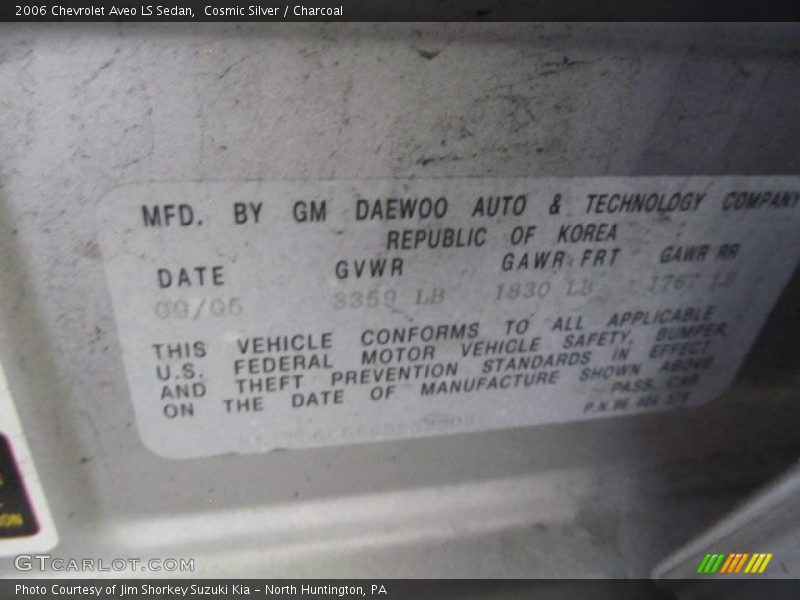 2006 Chevrolet Aveo LS Sedan,  Cosmic Silver / Charcoal
MFD. BY GM DAEWOO AUTO & TECHNOLOGY COMPANY
REPUBLIC OF KOREA
DATE GVWR GAWR FRT GAWR RR
3359 LB 1830 LB 1767 LB
THIS VEHICLE CONFORMS TO ALL APPLICABLE
U.S. FEDERAL MOTOR VEHICLE SAFETY, BUMPER,
AND THEFT PREVENTION STANDARDS IN EFFECT
ON THE DATE OF MANUFACTURE SHOWN ABOVE
PASS. CAR
P.N.96
GTCARLOT.COM
Photo Courtesy of Jim Shorkey Suzuki Kia – North Huntington, PA